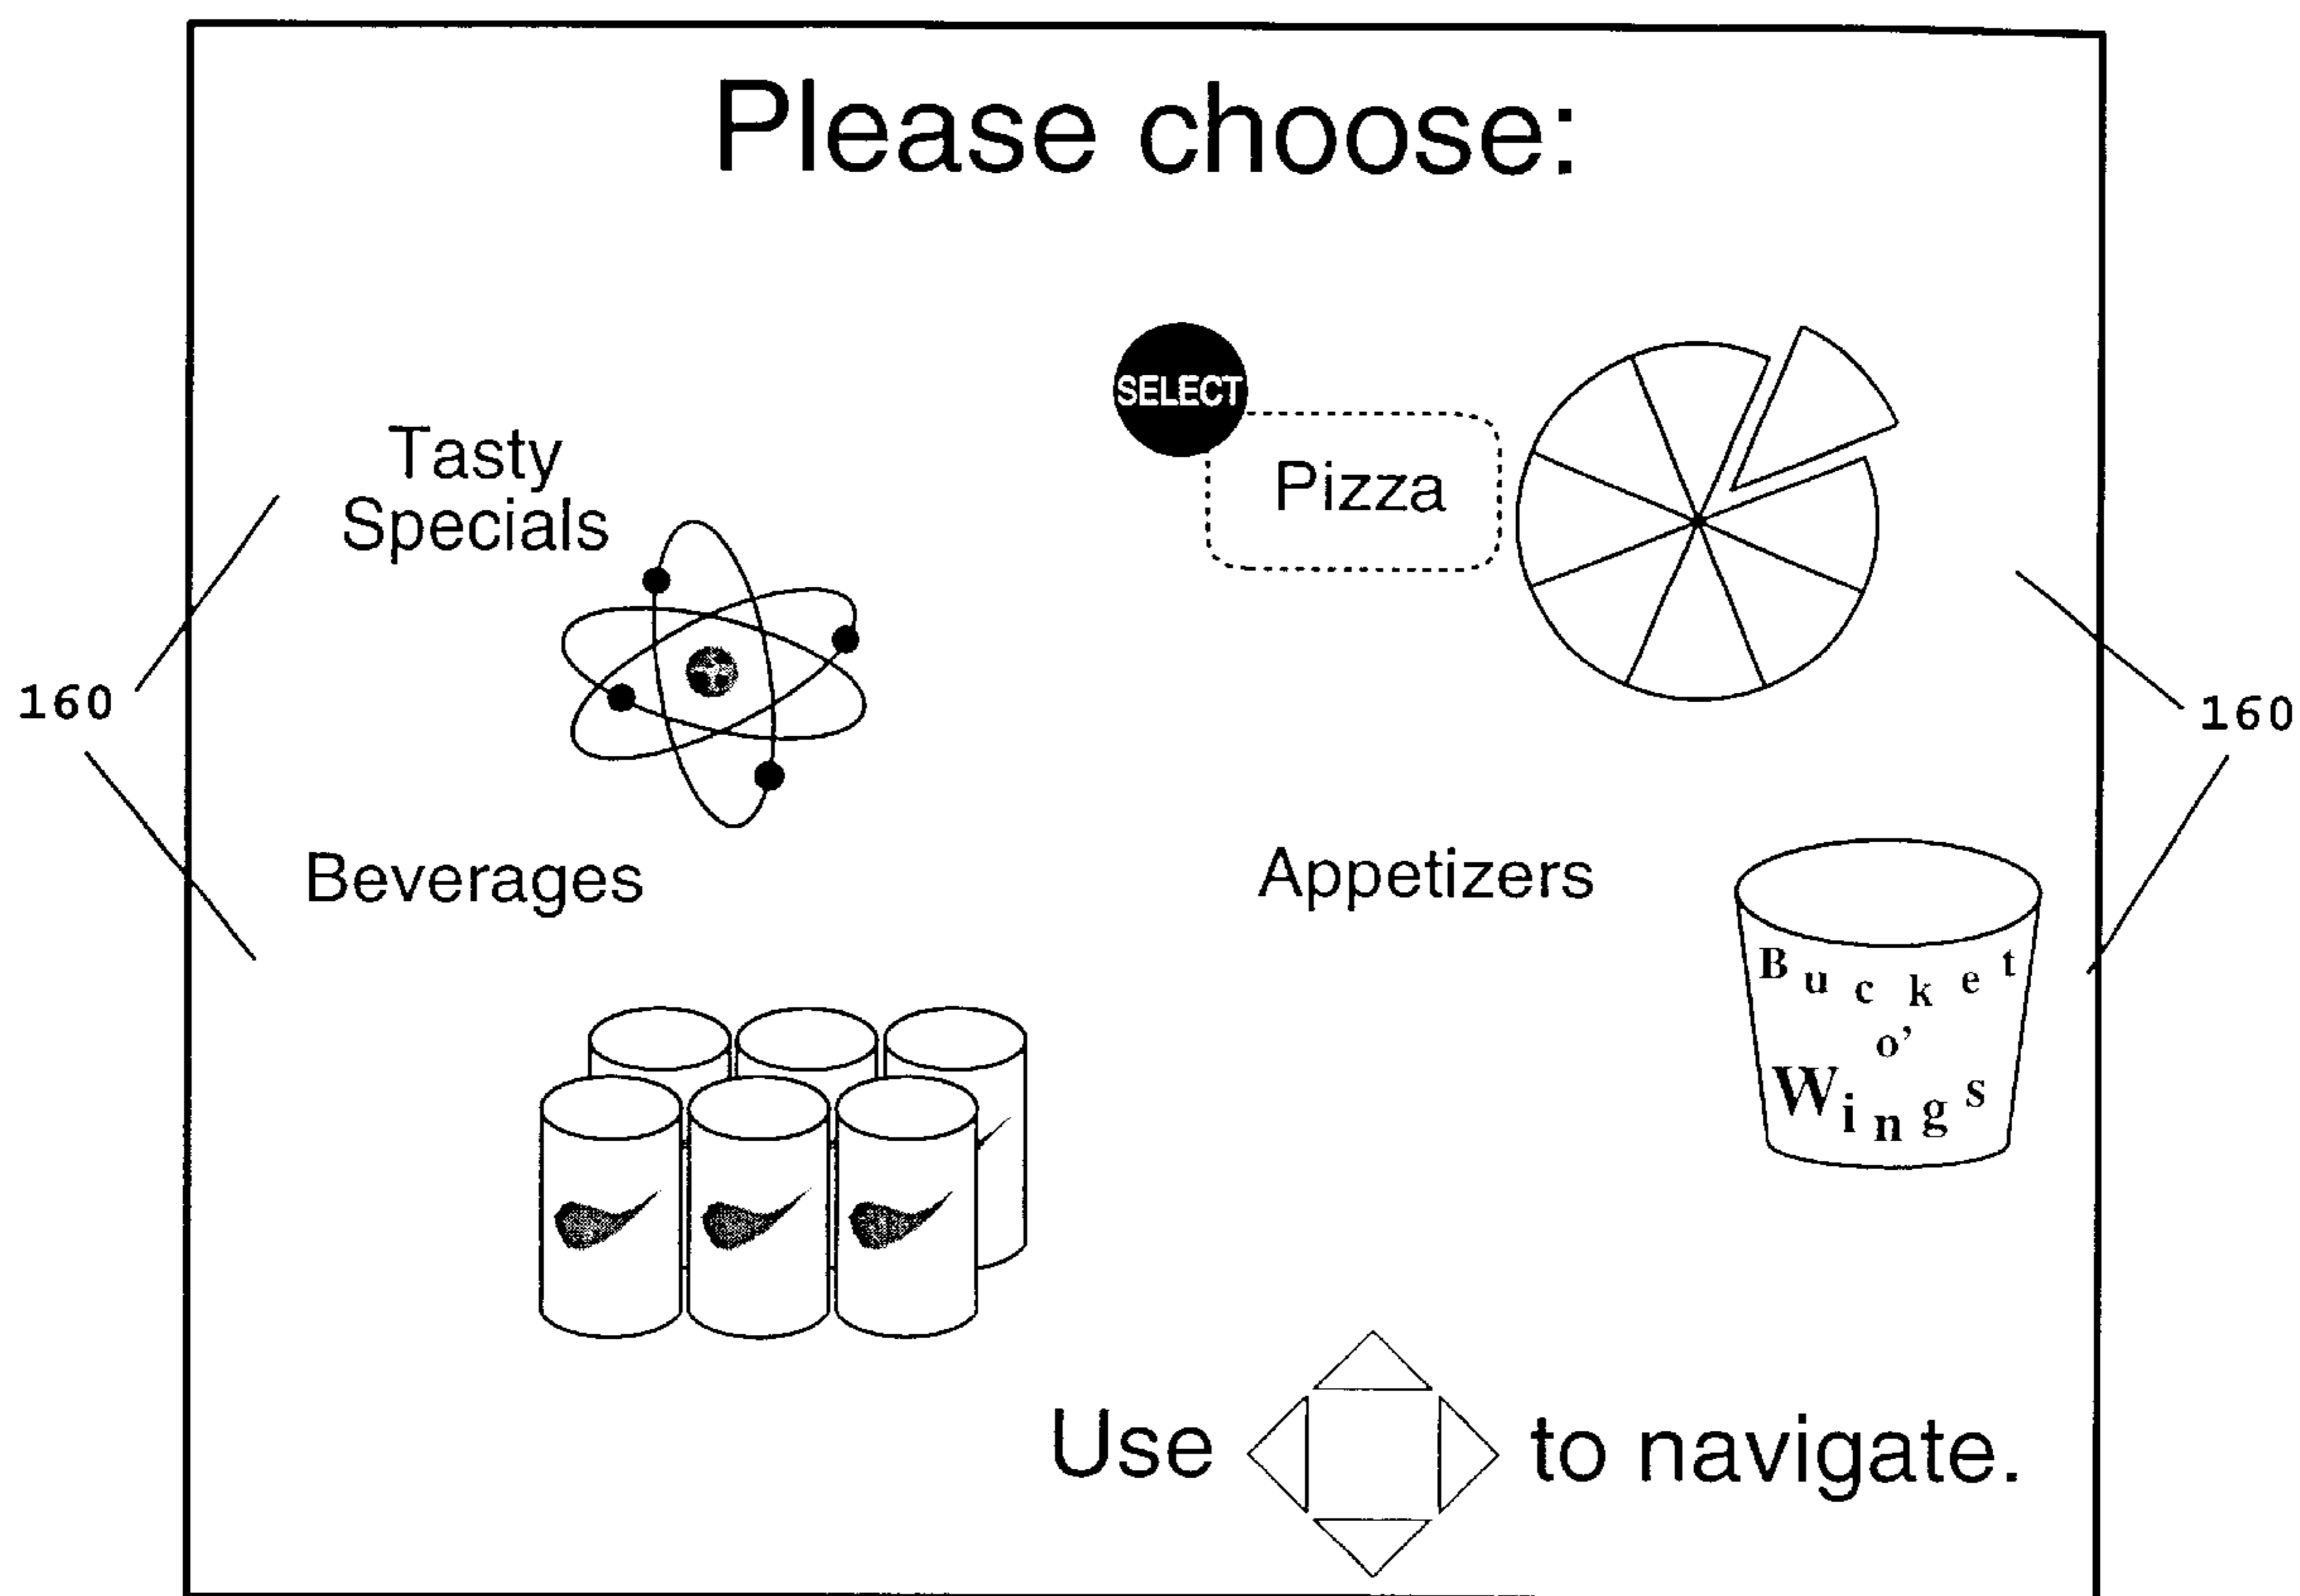 Please choose:
SELECT
Tasty
Specials
Pizza
160
160
Beverages
Appetizers
Bucket
o'
Wings
Use to navigate.